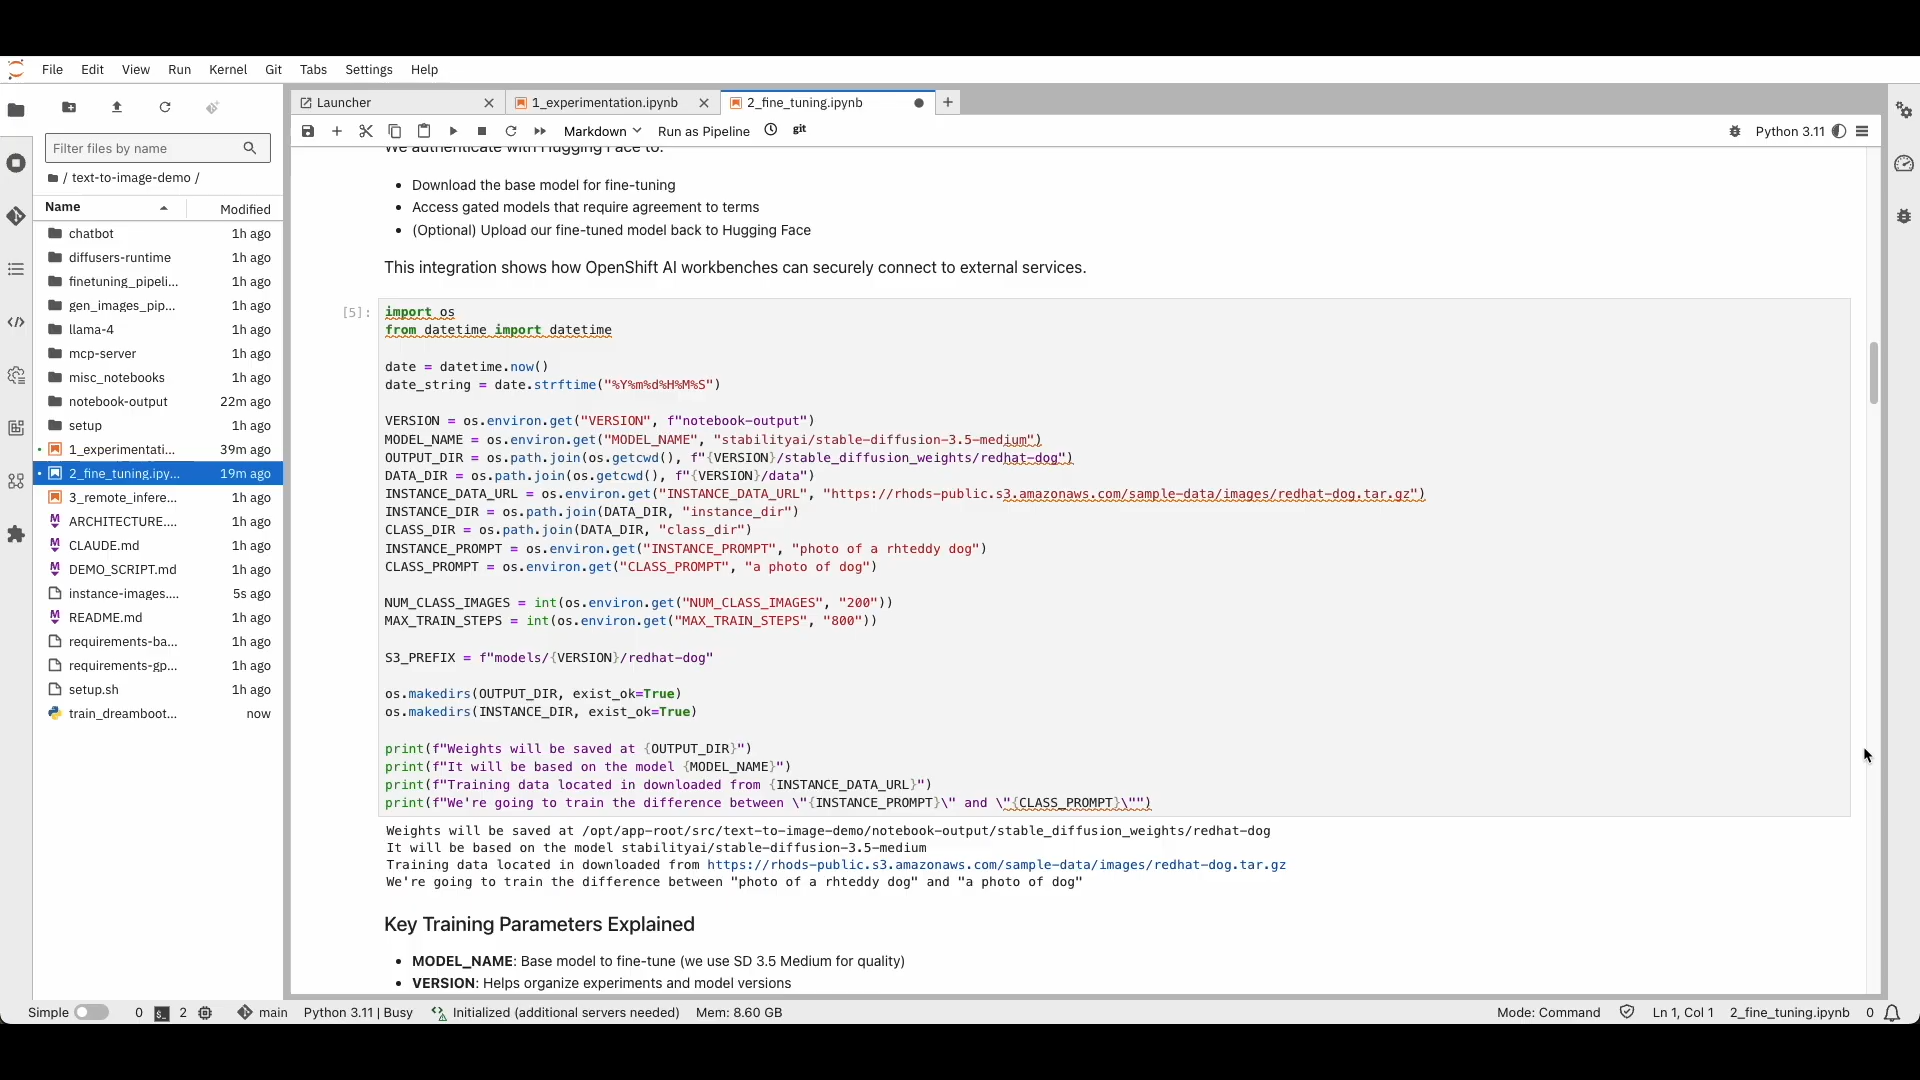 File Edit View Run Kernel Git Tabs Settings Help
Launcher
1_experimentation.ipynb
2_fine_tuning.ipynb
Markdown
Run as Pipeline
git
Python 3.11
Filter files by name
/ text-to-image-demo /
Name Modified
chatbot 1h ago
diffusers-runtime 1h ago
finetuning_pipeli... 1h ago
gen_images_pip... 1h ago
llama-4 1h ago
mcp-server 1h ago
misc_notebooks 1h ago
notebook-output 22m ago
setup 1h ago
1_experimentati... 39m ago
2_fine_tuning.ipy... 19m ago
3_remote_infere... 1h ago
ARCHITECTURE.... 1h ago
CLAUDE.md 1h ago
DEMO_SCRIPT.md 1h ago
instance-images.... 5s ago
README.md 1h ago
requirements-ba... 1h ago
requirements-gp... 1h ago
setup.sh 1h ago
train_dreamboot... now
We authenticate with Hugging Face to:
• Download the base model for fine-tuning
• Access gated models that require agreement to terms
• (Optional) Upload our fine-tuned model back to Hugging Face
This integration shows how OpenShift AI workbenches can securely connect to external services.
[5]:
import os
from datetime import datetime
date = datetime.now()
date_string = date.strftime("%Y%m%d%H%M%S")
VERSION = os.environ.get("VERSION", f"notebook-output")
MODEL_NAME = os.environ.get("MODEL_NAME", "stabilityai/stable-diffusion-3.5-medium")
OUTPUT_DIR = os.path.join(os.getcwd(), f"{VERSION}/stable_diffusion_weights/redhat-dog")
DATA_DIR = os.path.join(os.getcwd(), f"{VERSION}/data")
INSTANCE_DATA_URL = os.environ.get("INSTANCE_DATA_URL", "https://rhods-public.s3.amazonaws.com/sample-data/images/redhat-dog.tar.gz")
INSTANCE_DIR = os.path.join(DATA_DIR, "instance_dir")
CLASS_DIR = os.path.join(DATA_DIR, "class_dir")
INSTANCE_PROMPT = os.environ.get("INSTANCE_PROMPT", "photo of a rhteddy dog")
CLASS_PROMPT = os.environ.get("CLASS_PROMPT", "a photo of dog")
NUM_CLASS_IMAGES = int(os.environ.get("NUM_CLASS_IMAGES", "200"))
MAX_TRAIN_STEPS = int(os.environ.get("MAX_TRAIN_STEPS", "800"))
S3_PREFIX = f"models/{VERSION}/redhat-dog"
os.makedirs(OUTPUT_DIR, exist_ok=True)
os.makedirs(INSTANCE_DIR, exist_ok=True)
print(f"Weights will be saved at {OUTPUT_DIR}")
print(f"It will be based on the model {MODEL_NAME}")
print(f"Training data located in downloaded from {INSTANCE_DATA_URL}")
print(f"We're going to train the difference between \"{INSTANCE_PROMPT}\" and \"{CLASS_PROMPT}\"")
Weights will be saved at /opt/app-root/src/text-to-image-demo/notebook-output/stable_diffusion_weights/redhat-dog
It will be based on the model stabilityai/stable-diffusion-3.5-medium
Training data located in downloaded from https://rhods-public.s3.amazonaws.com/sample-data/images/redhat-dog.tar.gz
We're going to train the difference between "photo of a rhteddy dog" and "a photo of dog"
Key Training Parameters Explained
• MODEL_NAME: Base model to fine-tune (we use SD 3.5 Medium for quality)
• VERSION: Helps organize experiments and model versions
Simple 0 2 main Python 3.11 | Busy Initialized (additional servers needed) Mem: 8.60 GB Mode: Command Ln 1, Col 1 2_fine_tuning.ipynb 0